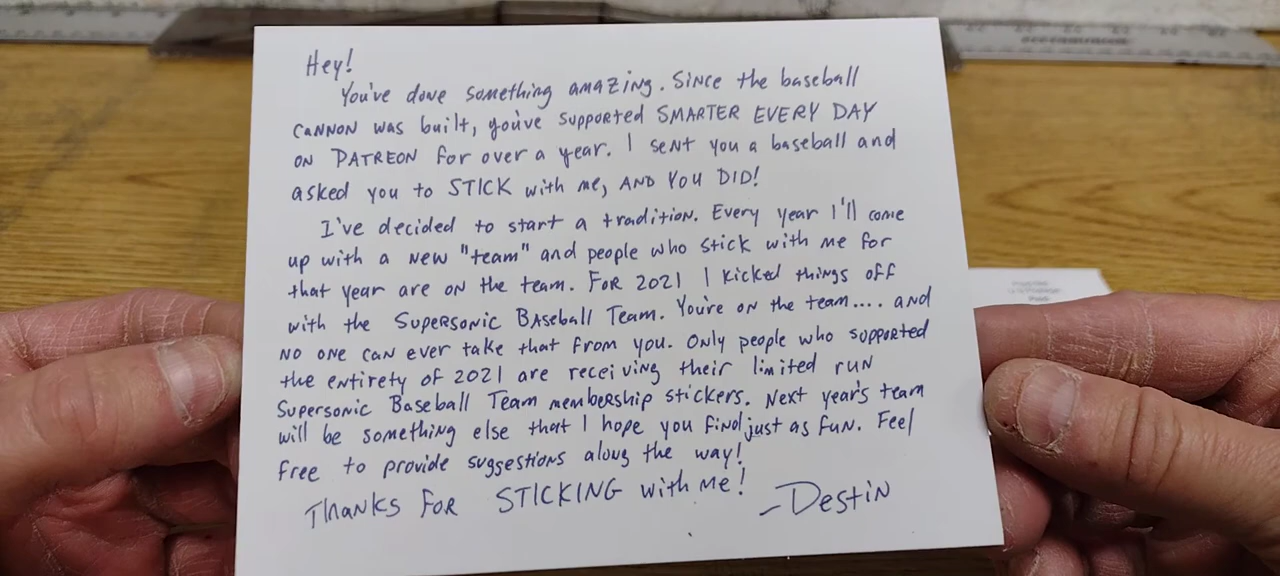 Hey!
You've done something amazing. Since the baseball
cannon was built, you've supported SMARTER EVERY DAY
on PATREON for over a year. I sent you a baseball and
asked you to STICK with me, AND YOU DID!
I've decided to start a tradition. Every year I'll come
up with a new "team" and people who stick with me for
that year are on the team. For 2021 I kicked things off
with the Supersonic Baseball Team. You're on the team.... and
no one can ever take that from you. Only people who supported
the entirety of 2021 are receiving their limited run
Supersonic Baseball Team membership stickers. Next year's team
will be something else that I hope you find just as fun. Feel
free to provide suggestions along the way!
Thanks for STICKING with me! -Destin